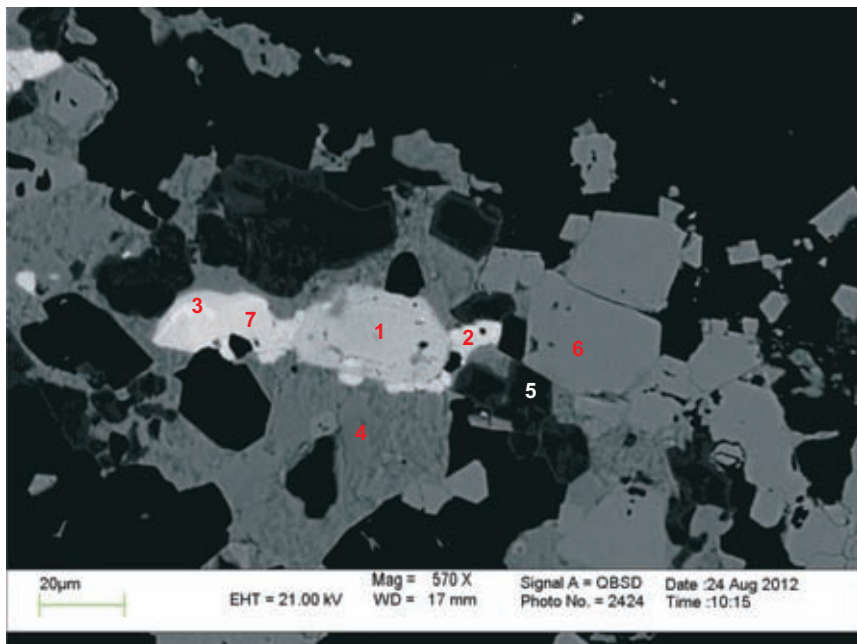 3
7
1
2
6
5
4
20µm
EHT = 21.00 kV
Mag = 570 X
WD = 17 mm
Signal A = OBSD
Photo No. = 2424
Date :24 Aug 2012
Time :10:15